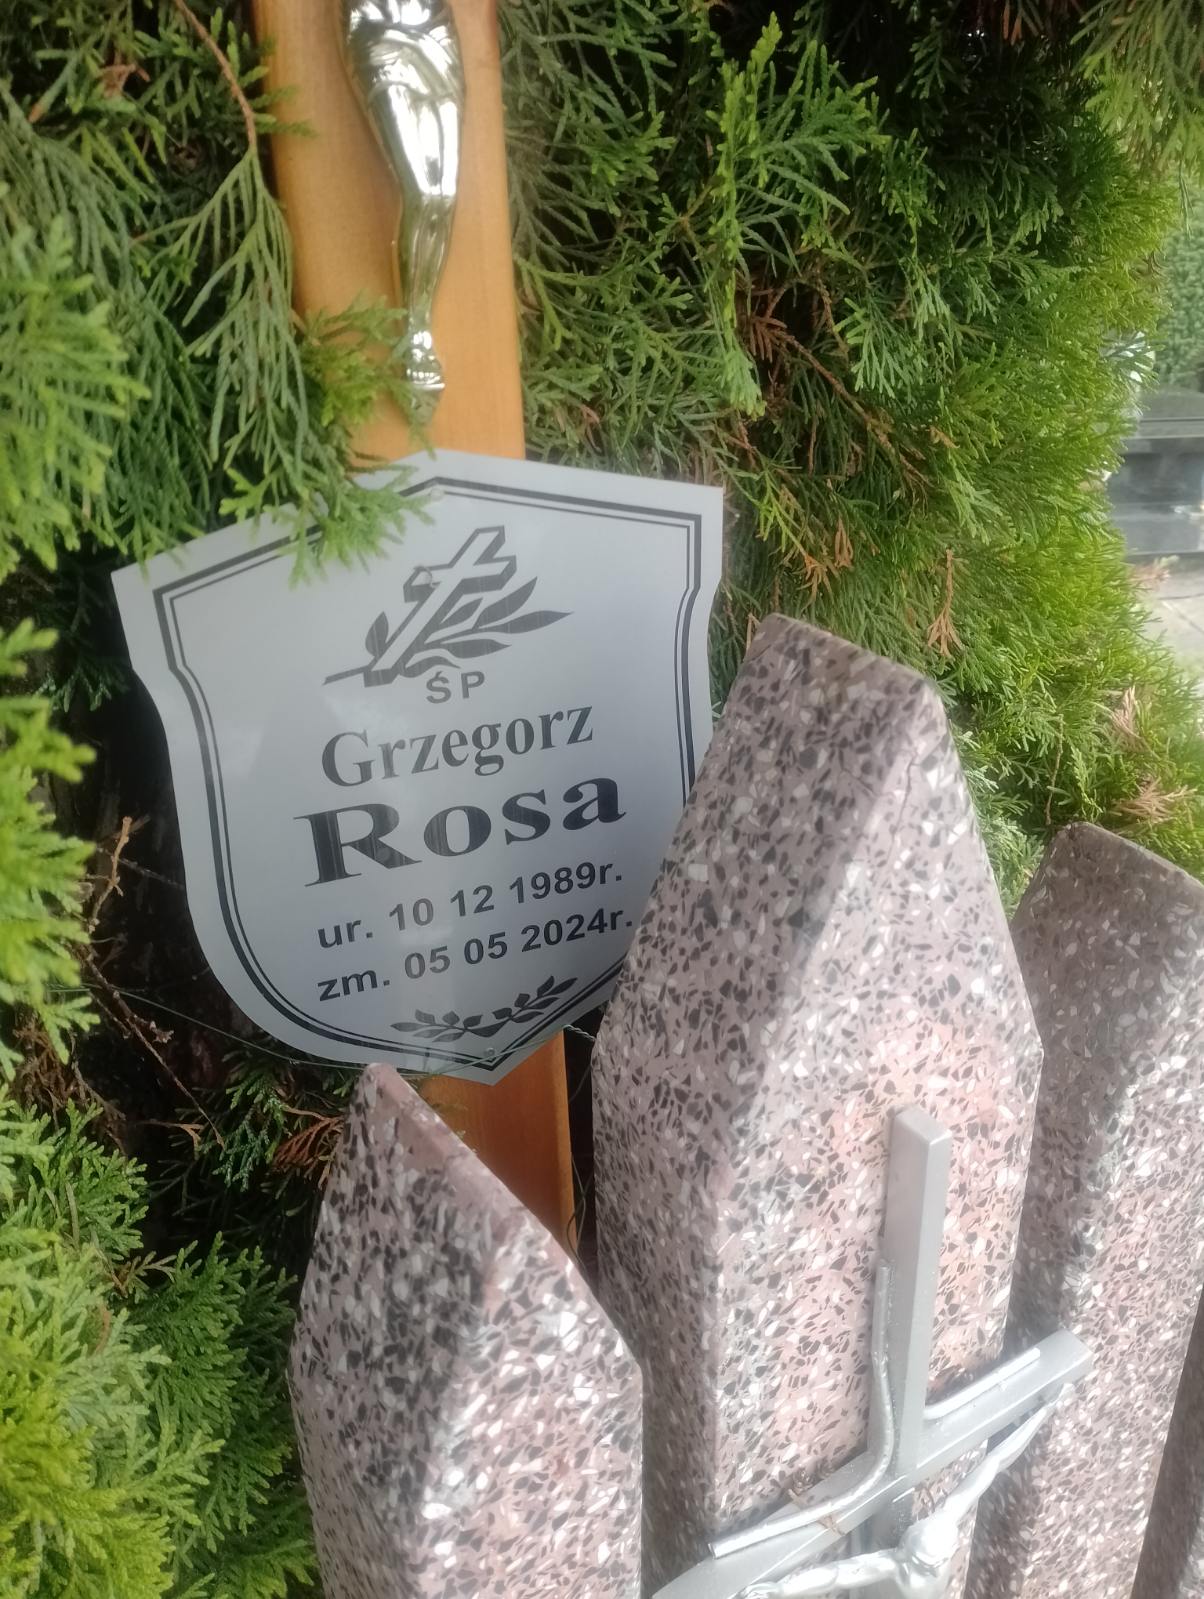 ŚP
Grzegorz
Rosa
ur. 10 12 1989r.
zm. 05 05 2024r.